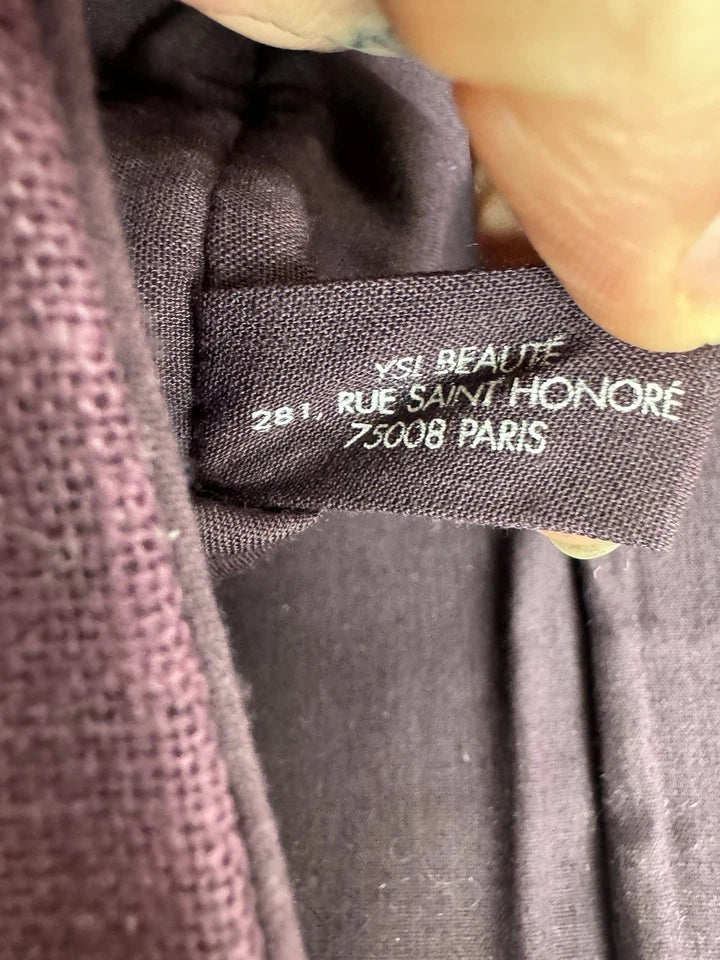 YSL BEAUTÉ
281, RUE SAINT HONORÉ
75008 PARIS